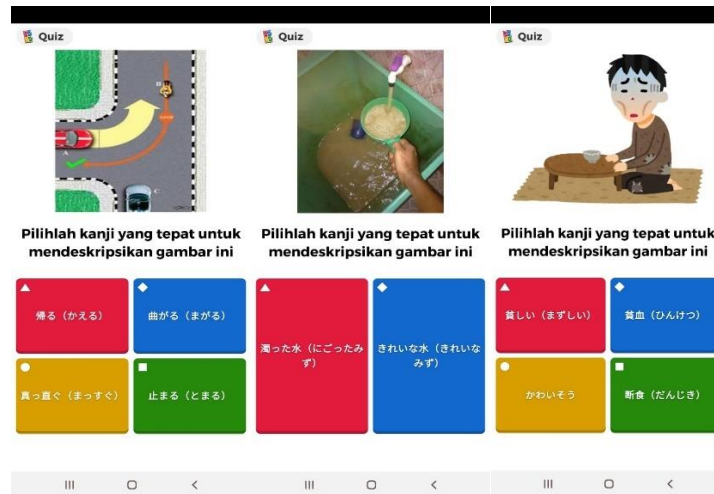 Quiz
A
B
C
Pilihlah kanji yang tepat untuk
mendeskripsikan gambar ini
帰る（かえる）
曲がる（まがる）
真っ直ぐ（まっすぐ）
止まる（とまる）
Quiz
Pilihlah kanji yang tepat untuk
mendeskripsikan gambar ini
濁った水（にごったみ
ず）
きれいな水（きれいな
みず）
Quiz
Pilihlah kanji yang tepat untuk
mendeskripsikan gambar ini
貧しい（まずしい）
貧血（ひんけつ）
かわいそう
断食（だんじき）